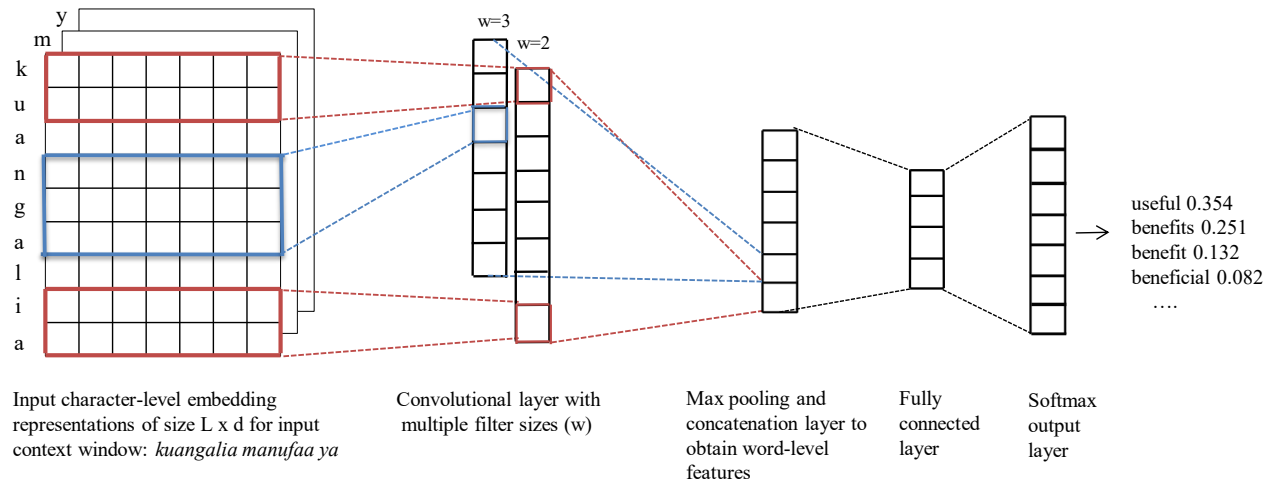 y
m
k
u
a
n
g
a
l
i
a
w=3
w=2
useful 0.354
benefits 0.251
benefit 0.132
beneficial 0.082
….
Input character-level embedding
representations of size L x d for input
context window: kuangalia manufaa ya
Convolutional layer with
multiple filter sizes (w)
Max pooling and
concatenation layer to
obtain word-level
features
Fully
connected
layer
Softmax
output
layer